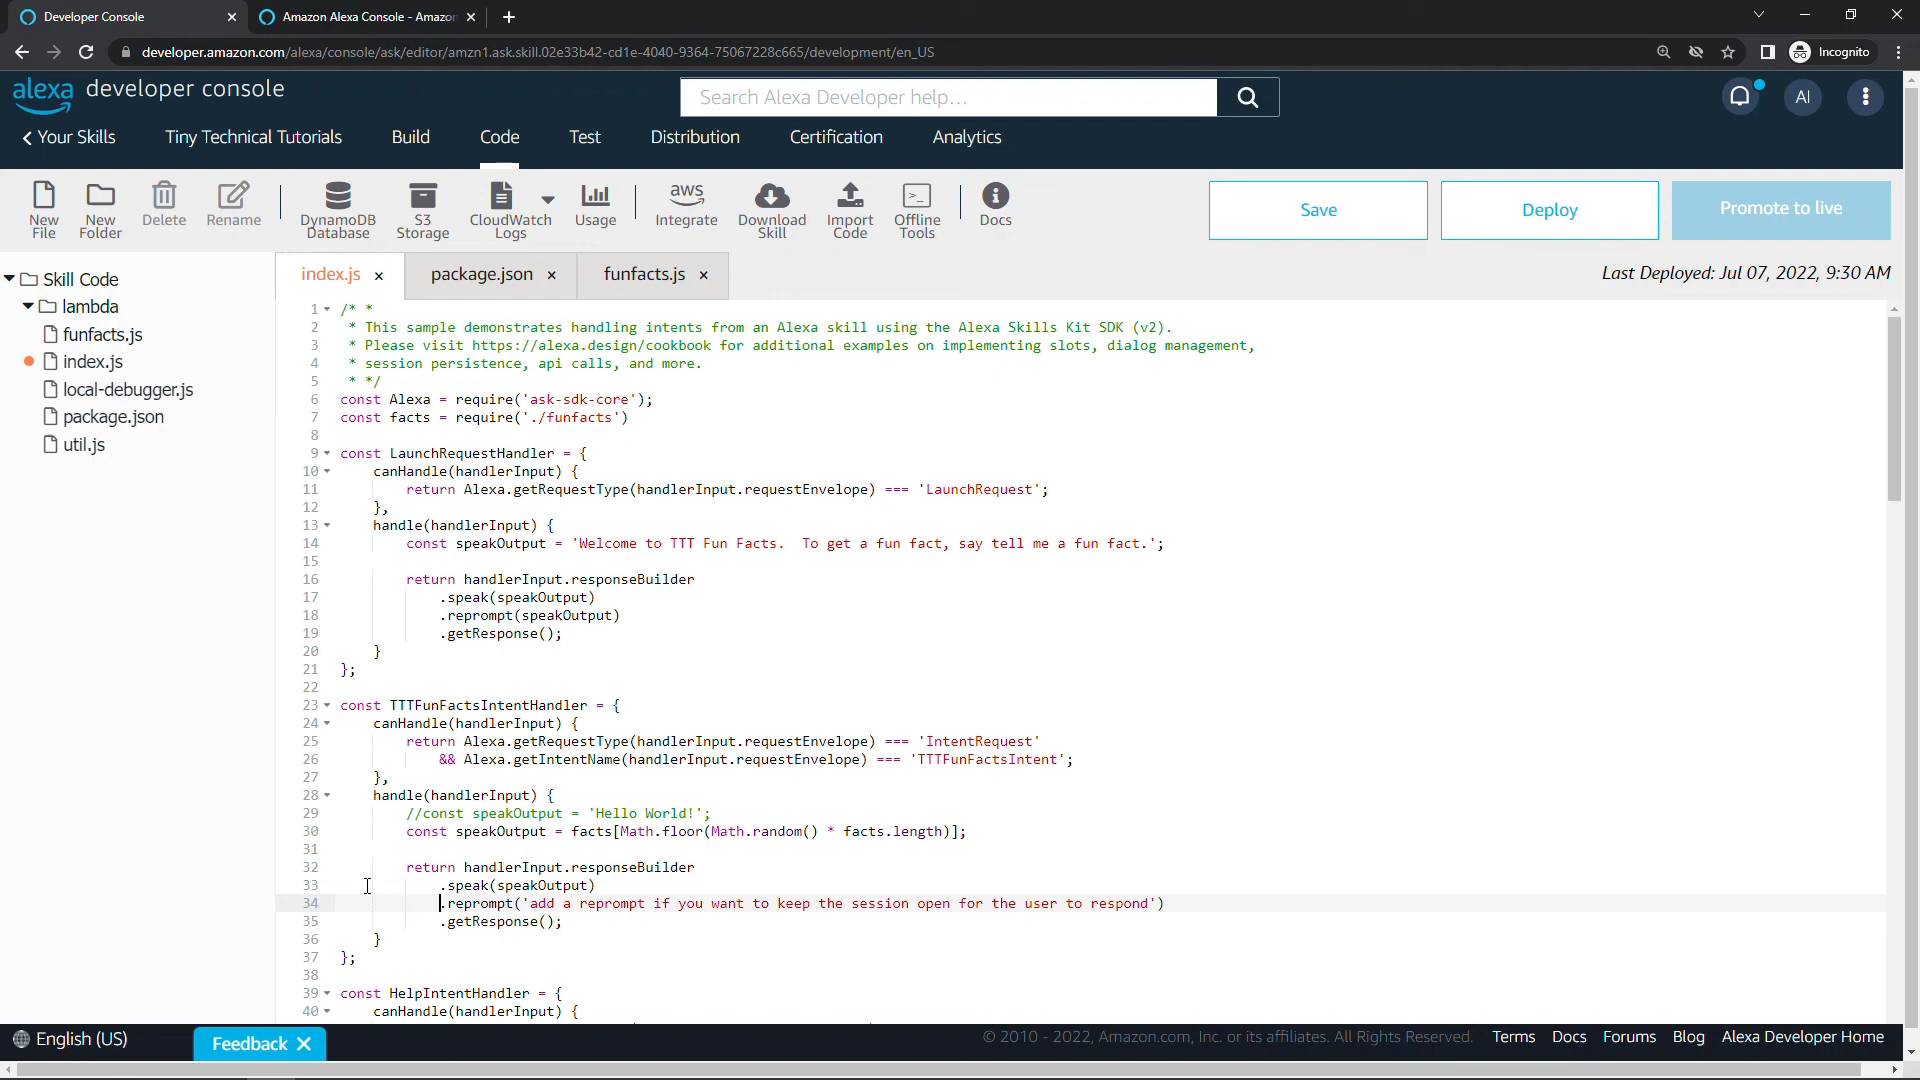 Developer Console
Amazon Alexa Console - Amazon
developer.amazon.com/alexa/console/ask/editor/amzn1.ask.skill.02e33b42-cd1e-4040-9364-75067228c665/development/en_US
Incognito
alexa developer console
Search Alexa Developer help...
AI
Your Skills
Tiny Technical Tutorials
Build
Code
Test
Distribution
Certification
Analytics
New File
New Folder
Delete
Rename
DynamoDB Database
S3 Storage
CloudWatch Logs
Usage
aws Integrate
Download Skill
Import Code
Offline Tools
Docs
Save
Deploy
Promote to live
Skill Code
lambda
funfacts.js
index.js
local-debugger.js
package.json
util.js
index.js ×
package.json ×
funfacts.js ×
Last Deployed: Jul 07, 2022, 9:30 AM
1 /* *
2 * This sample demonstrates handling intents from an Alexa skill using the Alexa Skills Kit SDK (v2).
3 * Please visit https://alexa.design/cookbook for additional examples on implementing slots, dialog management,
4 * session persistence, api calls, and more.
5 * */
6 const Alexa = require('ask-sdk-core');
7 const facts = require('./funfacts')
8
9 const LaunchRequestHandler = {
10 canHandle(handlerInput) {
11 return Alexa.getRequestType(handlerInput.requestEnvelope) === 'LaunchRequest';
12 },
13 handle(handlerInput) {
14 const speakOutput = 'Welcome to TTT Fun Facts.  To get a fun fact, say tell me a fun fact.';
15
16 return handlerInput.responseBuilder
17 .speak(speakOutput)
18 .reprompt(speakOutput)
19 .getResponse();
20 }
21 };
22
23 const TTTFunFactsIntentHandler = {
24 canHandle(handlerInput) {
25 return Alexa.getRequestType(handlerInput.requestEnvelope) === 'IntentRequest'
26 && Alexa.getIntentName(handlerInput.requestEnvelope) === 'TTTFunFactsIntent';
27 },
28 handle(handlerInput) {
29 //const speakOutput = 'Hello World!';
30 const speakOutput = facts[Math.floor(Math.random() * facts.length)];
31
32 return handlerInput.responseBuilder
33 .speak(speakOutput)
34 .reprompt('add a reprompt if you want to keep the session open for the user to respond')
35 .getResponse();
36 }
37 };
38
39 const HelpIntentHandler = {
40 canHandle(handlerInput) {
English (US)
Feedback
© 2010 - 2022, Amazon.com, Inc. or its affiliates. All Rights Reserved.
Terms
Docs
Forums
Blog
Alexa Developer Home